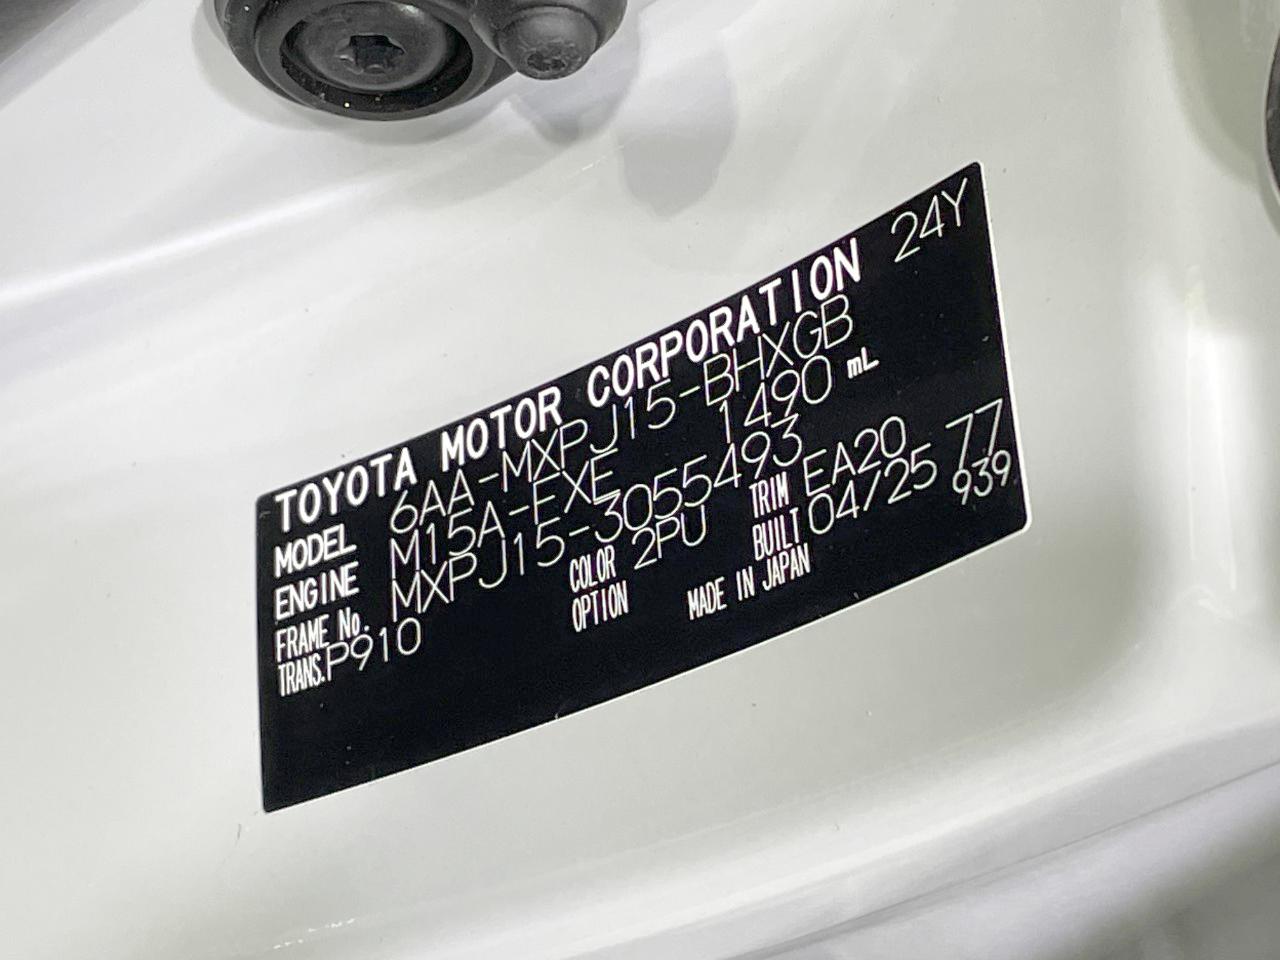 TOYOTA MOTOR CORPORATION 24Y
MODEL 6AA-MXPJ15-BHXGB
ENGINE M15A-FXE 1490 mL
FRAME No. MXPJ15-3055493
TRANS. P910 COLOR 2PU TRIM EA20 77
OPTION BUILT 04/25 939
MADE IN JAPAN